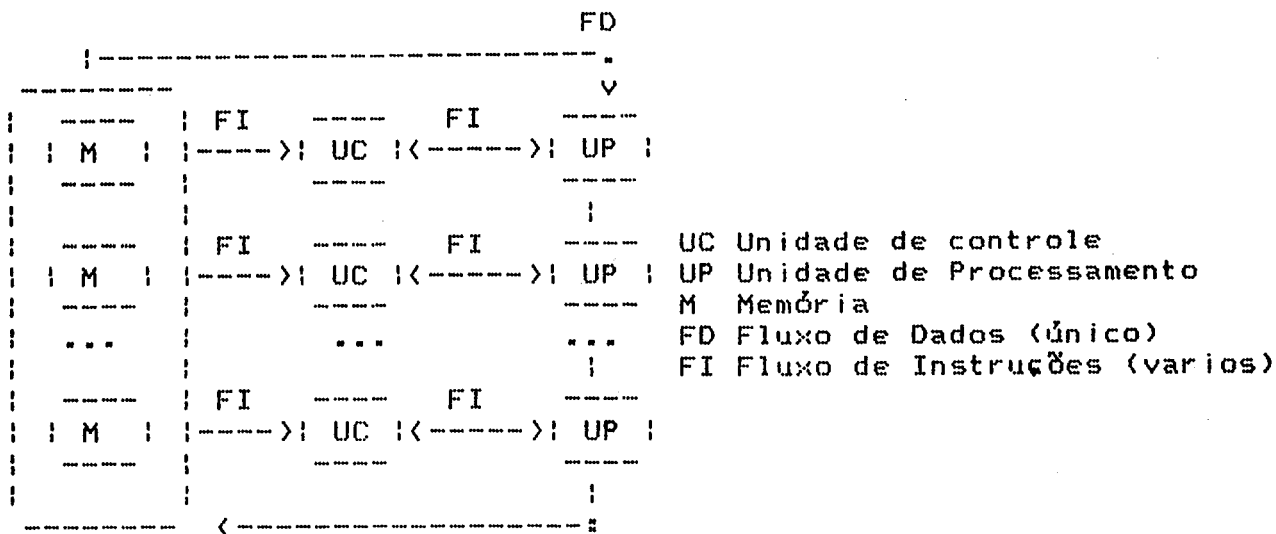 FD
M FI UC FI UP
M FI UC FI UP
... ... ...
M FI UC FI UP
UC Unidade de controle
UP Unidade de Processamento
M Memória
FD Fluxo de Dados (único)
FI Fluxo de Instruções (varios)